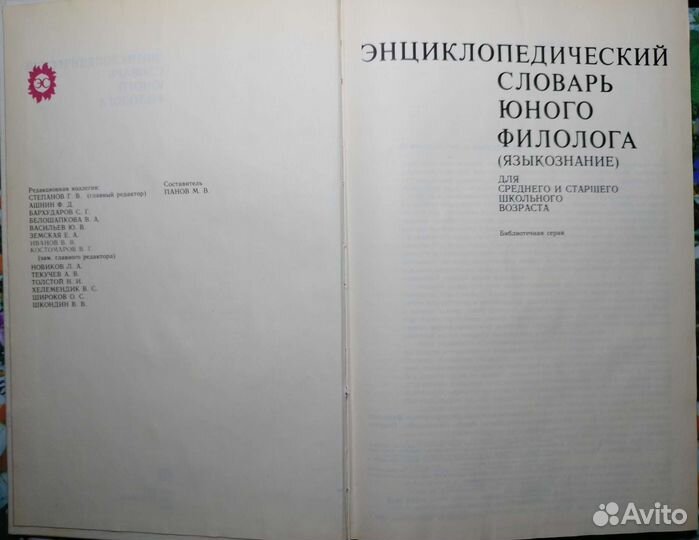 ЭС
Редакционная коллегия:
СТЕПАНОВ Г. В. (главный редактор)
АШНИН Ф. Д.
БАРХУДАРОВ С. Г.
БЕЛОШАПКОВА В. А.
ВАСИЛЬЕВ Ю. В.
ЗЕМСКАЯ Е. А.
ИВАНОВ В. В.
КОСТОМАРОВ В. Г.
(зам. главного редактора)
НОВИКОВ Л. А.
ТЕКУЧЕВ А. В.
ТОЛСТОЙ Н. И.
ХЕЛЕМЕНДИК В. С.
ШИРОКОВ О. С.
ШКОНДИН В. В.
Составитель
ПАНОВ М. В.
ЭНЦИКЛОПЕДИЧЕСКИЙ
СЛОВАРЬ
ЮНОГО
ФИЛОЛОГА
(ЯЗЫКОЗНАНИЕ)
ДЛЯ
СРЕДНЕГО И СТАРШЕГО
ШКОЛЬНОГО
ВОЗРАСТА
Библиотечная серия
Avito